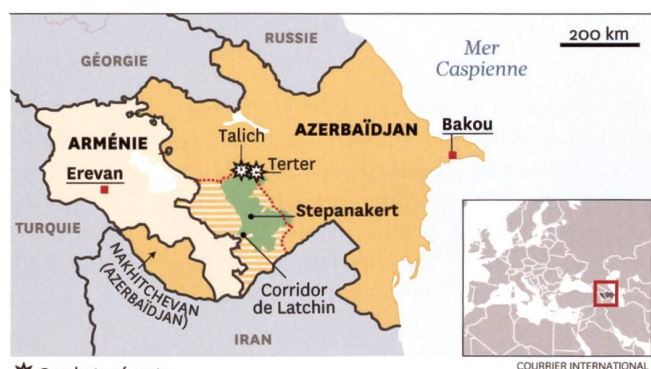 RUSSIE
GÉORGIE
Mer
Caspienne
200 km
ARMÉNIE
Talich
AZERBAÏDJAN
Bakou
Erevan
Terter
Stepanakert
TURQUIE
NAKHITCHEVAN
(AZERBAÏDJAN)
Corridor
de Latchin
IRAN
COURRIER INTERNATIONAL